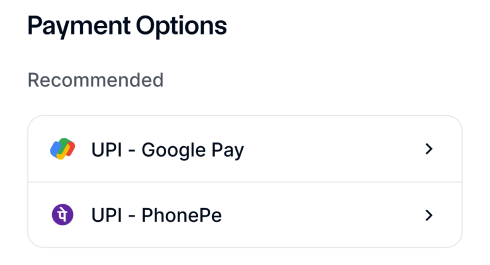 Payment Options
Recommended
UPI - Google Pay
पे UPI - PhonePe